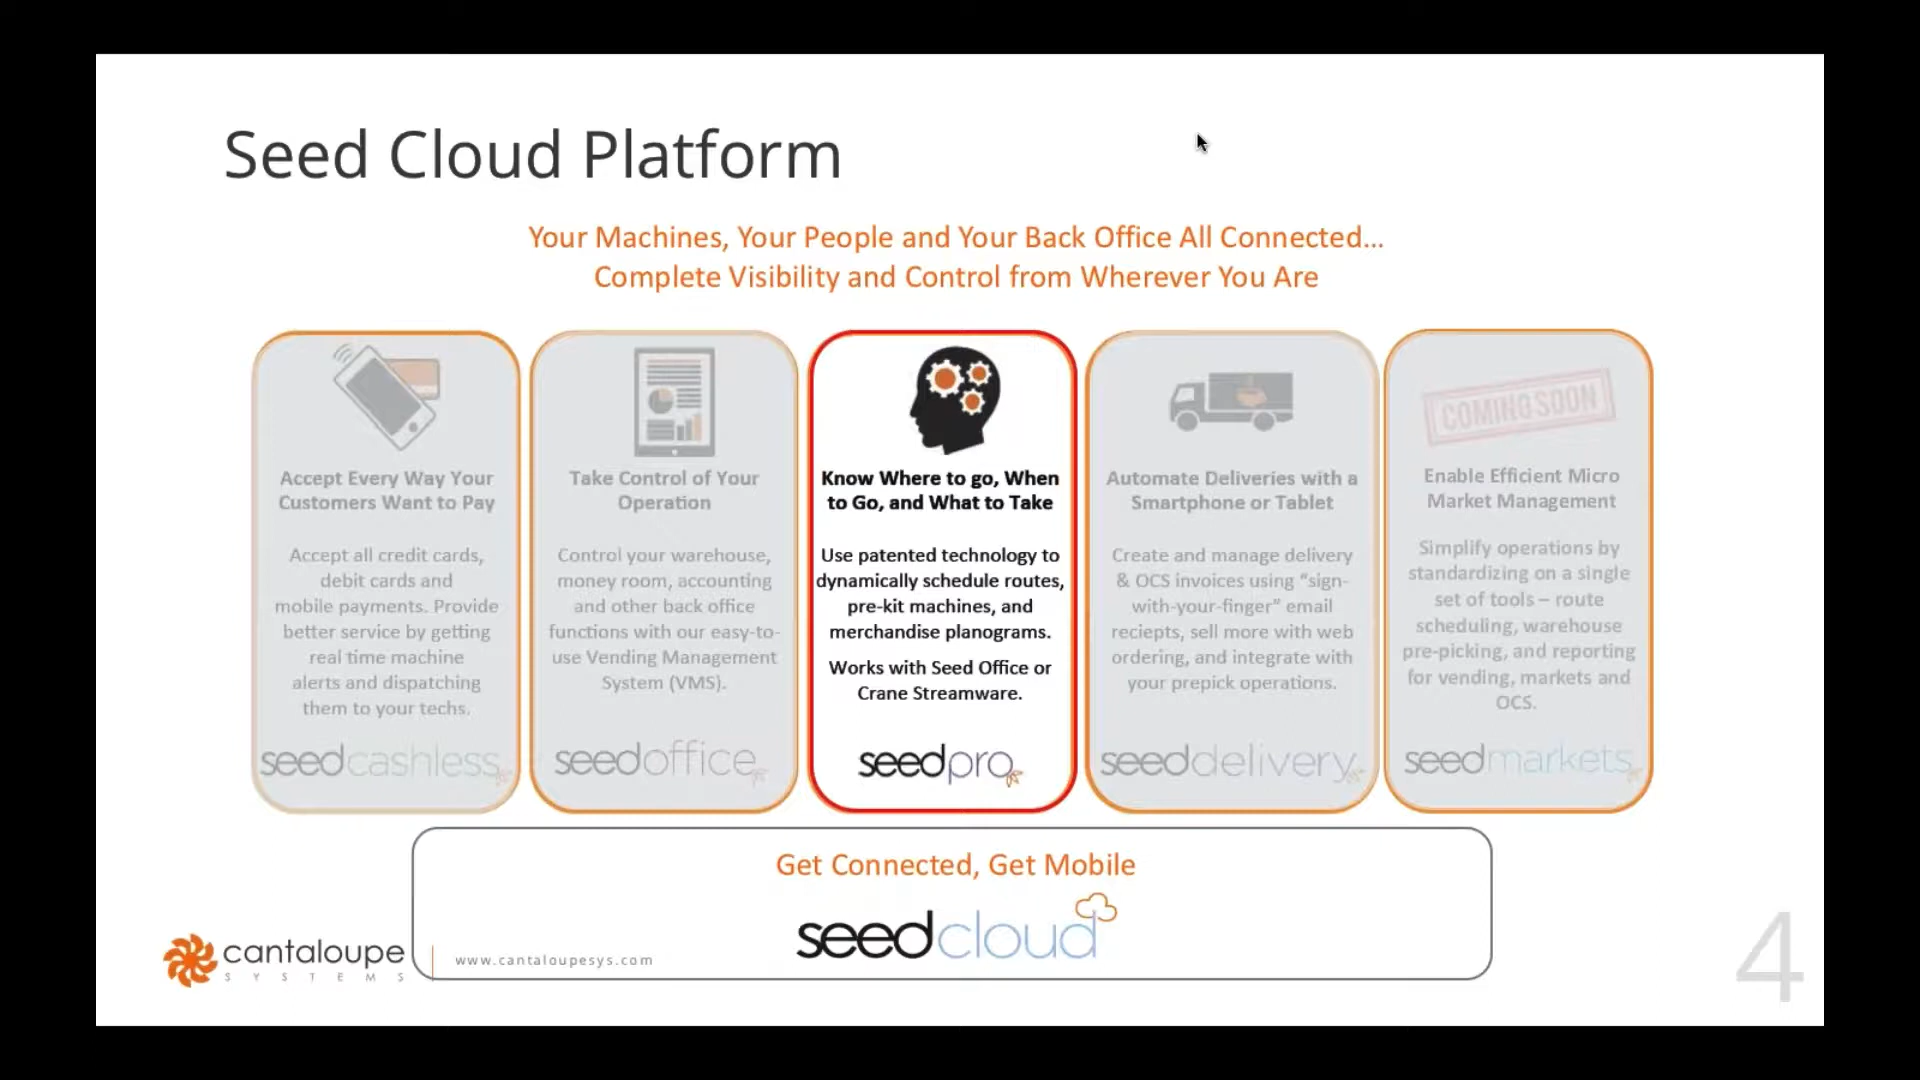 Seed Cloud Platform
Your Machines, Your People and Your Back Office All Connected...
Complete Visibility and Control from Wherever You Are
Accept Every Way Your
Customers Want to Pay
Accept all credit cards,
debit cards and
mobile payments. Provide
better service by getting
real time machine
alerts and dispatching
them to your techs.
seedcashless
Take Control of Your
Operation
Control your warehouse,
money room, accounting
and other back office
functions with our easy-to-
use Vending Management
System (VMS).
seedoffice
Know Where to go, When
to Go, and What to Take
Use patented technology to
dynamically schedule routes,
pre-kit machines, and
merchandise planograms.
Works with Seed Office or
Crane Streamware.
seedpro
Automate Deliveries with a
Smartphone or Tablet
Create and manage delivery
& OCS invoices using "sign-
with-your-finger" email
reciepts, sell more with web
ordering, and integrate with
your prepick operations.
seeddelivery
COMING SOON
Enable Efficient Micro
Market Management
Simplify operations by
standardizing on a single
set of tools – route
scheduling, warehouse
pre-picking, and reporting
for vending, markets and
OCS.
seedmarkets
Get Connected, Get Mobile
seedcloud
cantaloupe
SYSTEMS
www.cantaloupesys.com
4